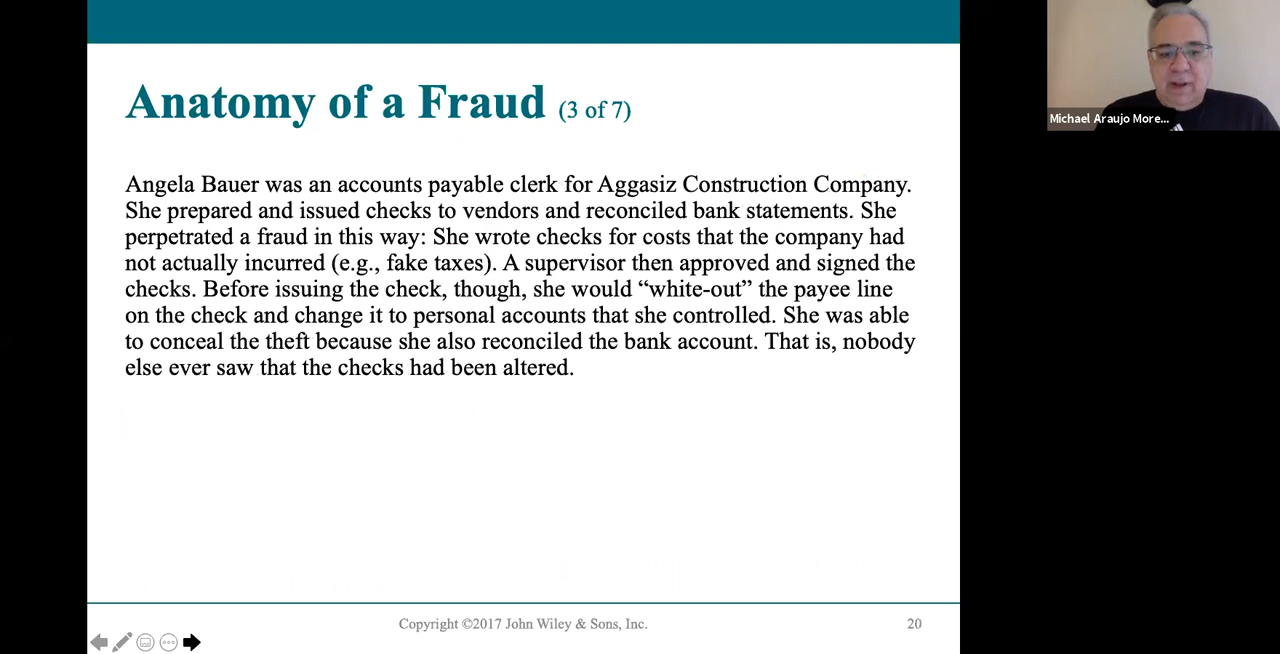 Anatomy of a Fraud (3 of 7)
Michael Araujo More...
Angela Bauer was an accounts payable clerk for Aggasiz Construction Company.
She prepared and issued checks to vendors and reconciled bank statements. She
perpetrated a fraud in this way: She wrote checks for costs that the company had
not actually incurred (e.g., fake taxes). A supervisor then approved and signed the
checks. Before issuing the check, though, she would “white-out” the payee line
on the check and change it to personal accounts that she controlled. She was able
to conceal the theft because she also reconciled the bank account. That is, nobody
else ever saw that the checks had been altered.
Copyright ©2017 John Wiley & Sons, Inc.
20